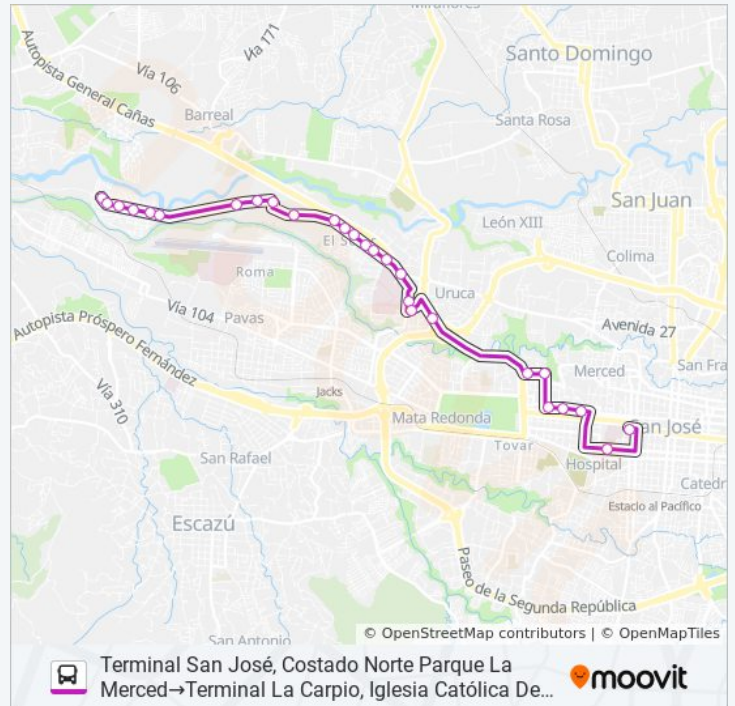 Miraflores
Santo Domingo
Vía 171
Autopista General Cañas
Vía 106
Barreal
Santa Rosa
San Juan
León XIII
El
Colima
Roma
Uruca
Vía 104
Pavas
Avenida 27
Autopista Próspero Fernández
Merced
San Fra
Vía 310
Jacks
Mata Redonda
San José
Tovar
San Rafael
Hospital
Catedr
Escazú
Estacio al Pacífico
Paseo de la Segunda República
San Antonio
© OpenStreetMap contributors | © OpenMapTiles
Terminal San José, Costado Norte Parque La
Merced→Terminal La Carpio, Iglesia Católica De...
moovit